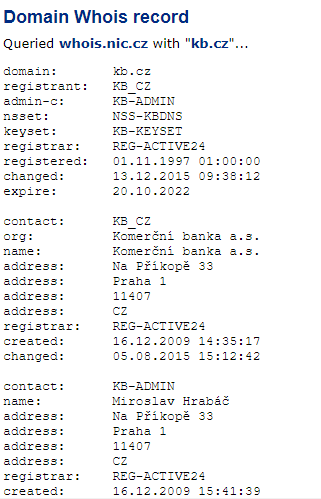 Domain Whois record
Queried whois.nic.cz with "kb.cz"...
domain: kb.cz
registrant: KB_CZ
admin-c: KB-ADMIN
nsset: NSS-KBDNS
keyset: KB-KEYSET
registrar: REG-ACTIVE24
registered: 01.11.1997 01:00:00
changed: 13.12.2015 09:38:12
expire: 20.10.2022
contact: KB_CZ
org: Komerční banka a.s.
name: Komerční banka a.s.
address: Na Příkopě 33
address: Praha 1
address: 11407
address: CZ
registrar: REG-ACTIVE24
created: 16.12.2009 14:35:17
changed: 05.08.2015 15:12:42
contact: KB-ADMIN
name: Miroslav Hrabáč
address: Na Příkopě 33
address: Praha 1
address: 11407
address: CZ
registrar: REG-ACTIVE24
created: 16.12.2009 15:41:39